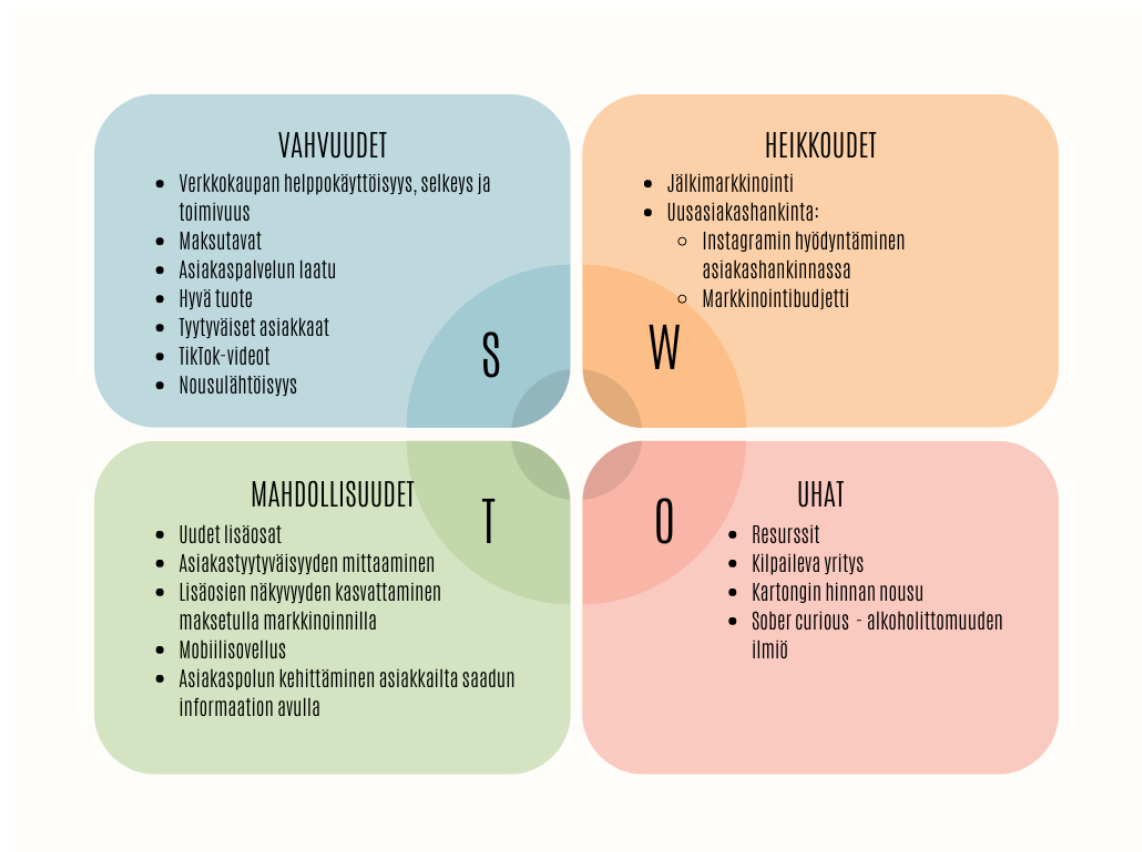 VAHVUUDET
• Verkkokaupan helppokäyttöisyys, selkeys ja
toimivuus
• Maksutavat
• Asiakaspalvelun laatu
• Hyvä tuote
• Tyytyväiset asiakkaat
• TikTok-videot
• Nousulähtöisyys
S
HEIKKOUDET
• Jälkimarkkinointi
• Uusasiakashankinta:
◦ Instagramin hyödyntäminen
asiakashankinnassa
◦ Markkinointibudjetti
W
MAHDOLLISUUDET
• Uudet lisäosat
• Asiakastyytyväisyyden mittaaminen
• Lisäosien näkyvyyden kasvattaminen
maksetulla markkinoinnilla
• Mobiilisovellus
• Asiakaspolun kehittäminen asiakkailta saadun
informaation avulla
T
O
UHAT
• Resurssit
• Kilpaileva yritys
• Kartongin hinnan nousu
• Sober curious - alkoholittomuuden
ilmiö